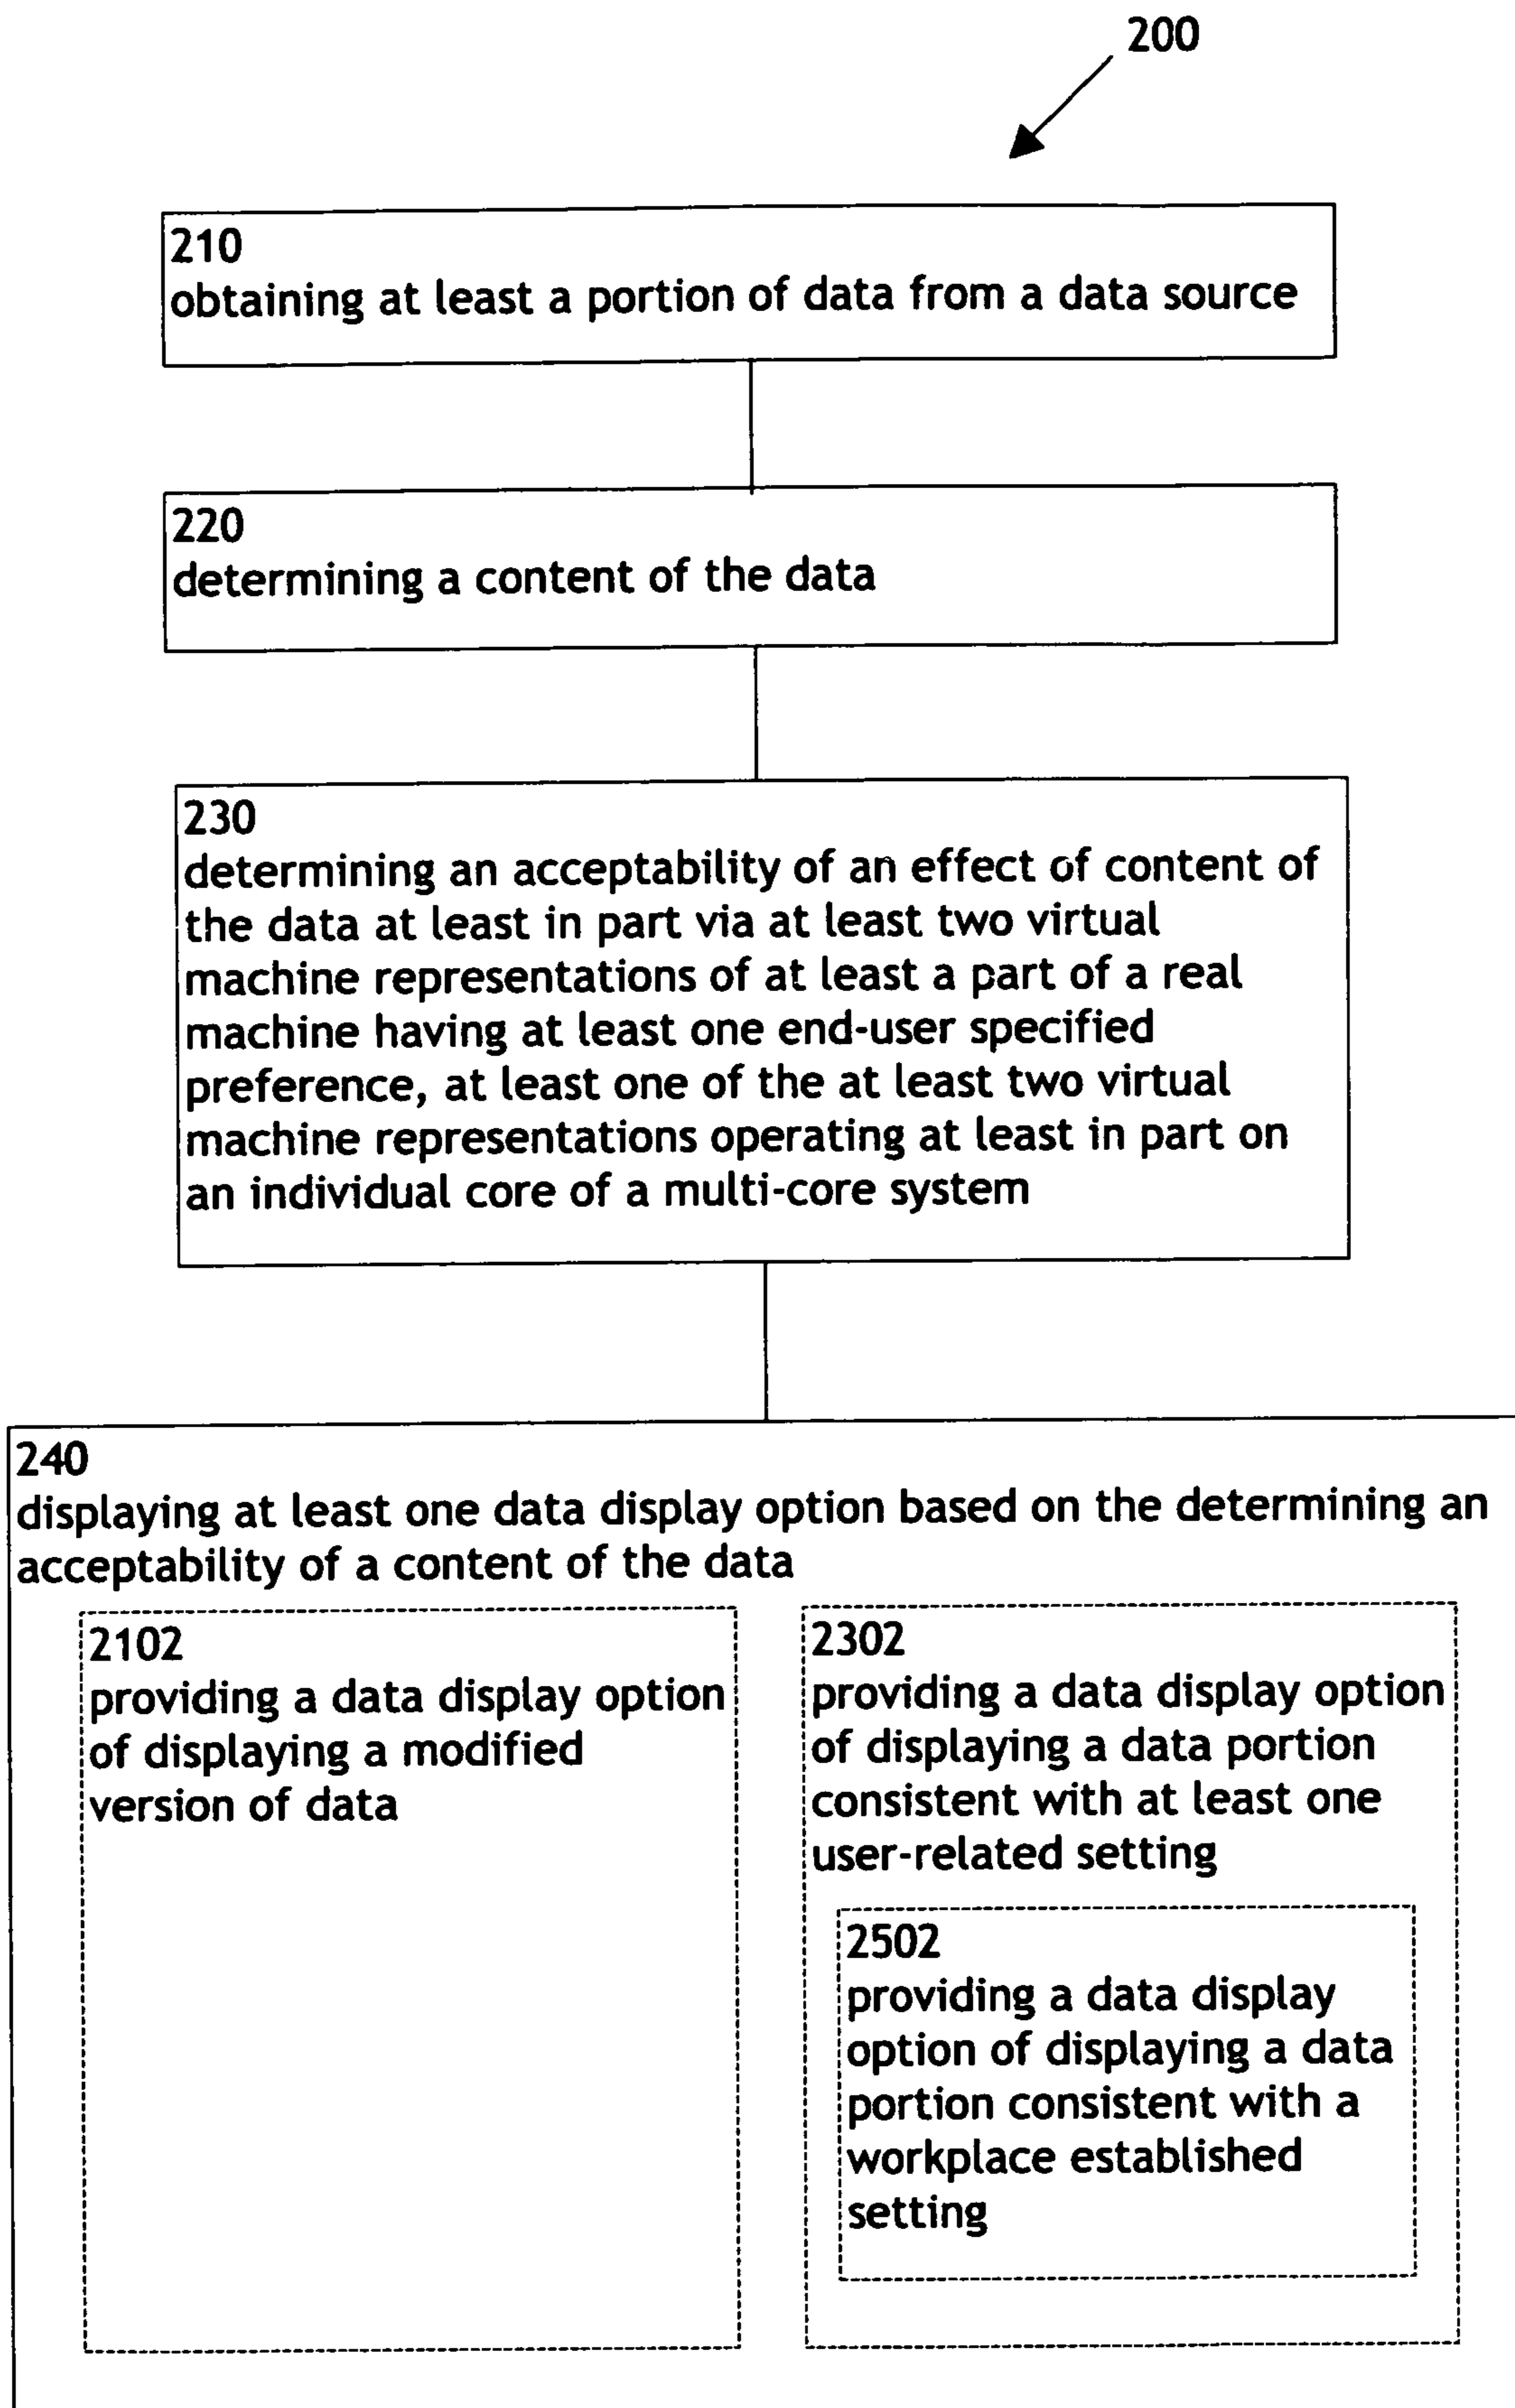 200
210
obtaining at least a portion of data from a data source
220
determining a content of the data
230
determining an acceptability of an effect of content of
the data at least in part via at least two virtual
machine representations of at least a part of a real
machine having at least one end-user specified
preference, at least one of the at least two virtual
machine representations operating at least in part on
an individual core of a multi-core system
240
displaying at least one data display option based on the determining an
acceptability of a content of the data
2102
providing a data display option
of displaying a modified
version of data
2302
providing a data display option
of displaying a data portion
consistent with at least one
user-related setting
2502
providing a data display
option of displaying a data
portion consistent with a
workplace established
setting